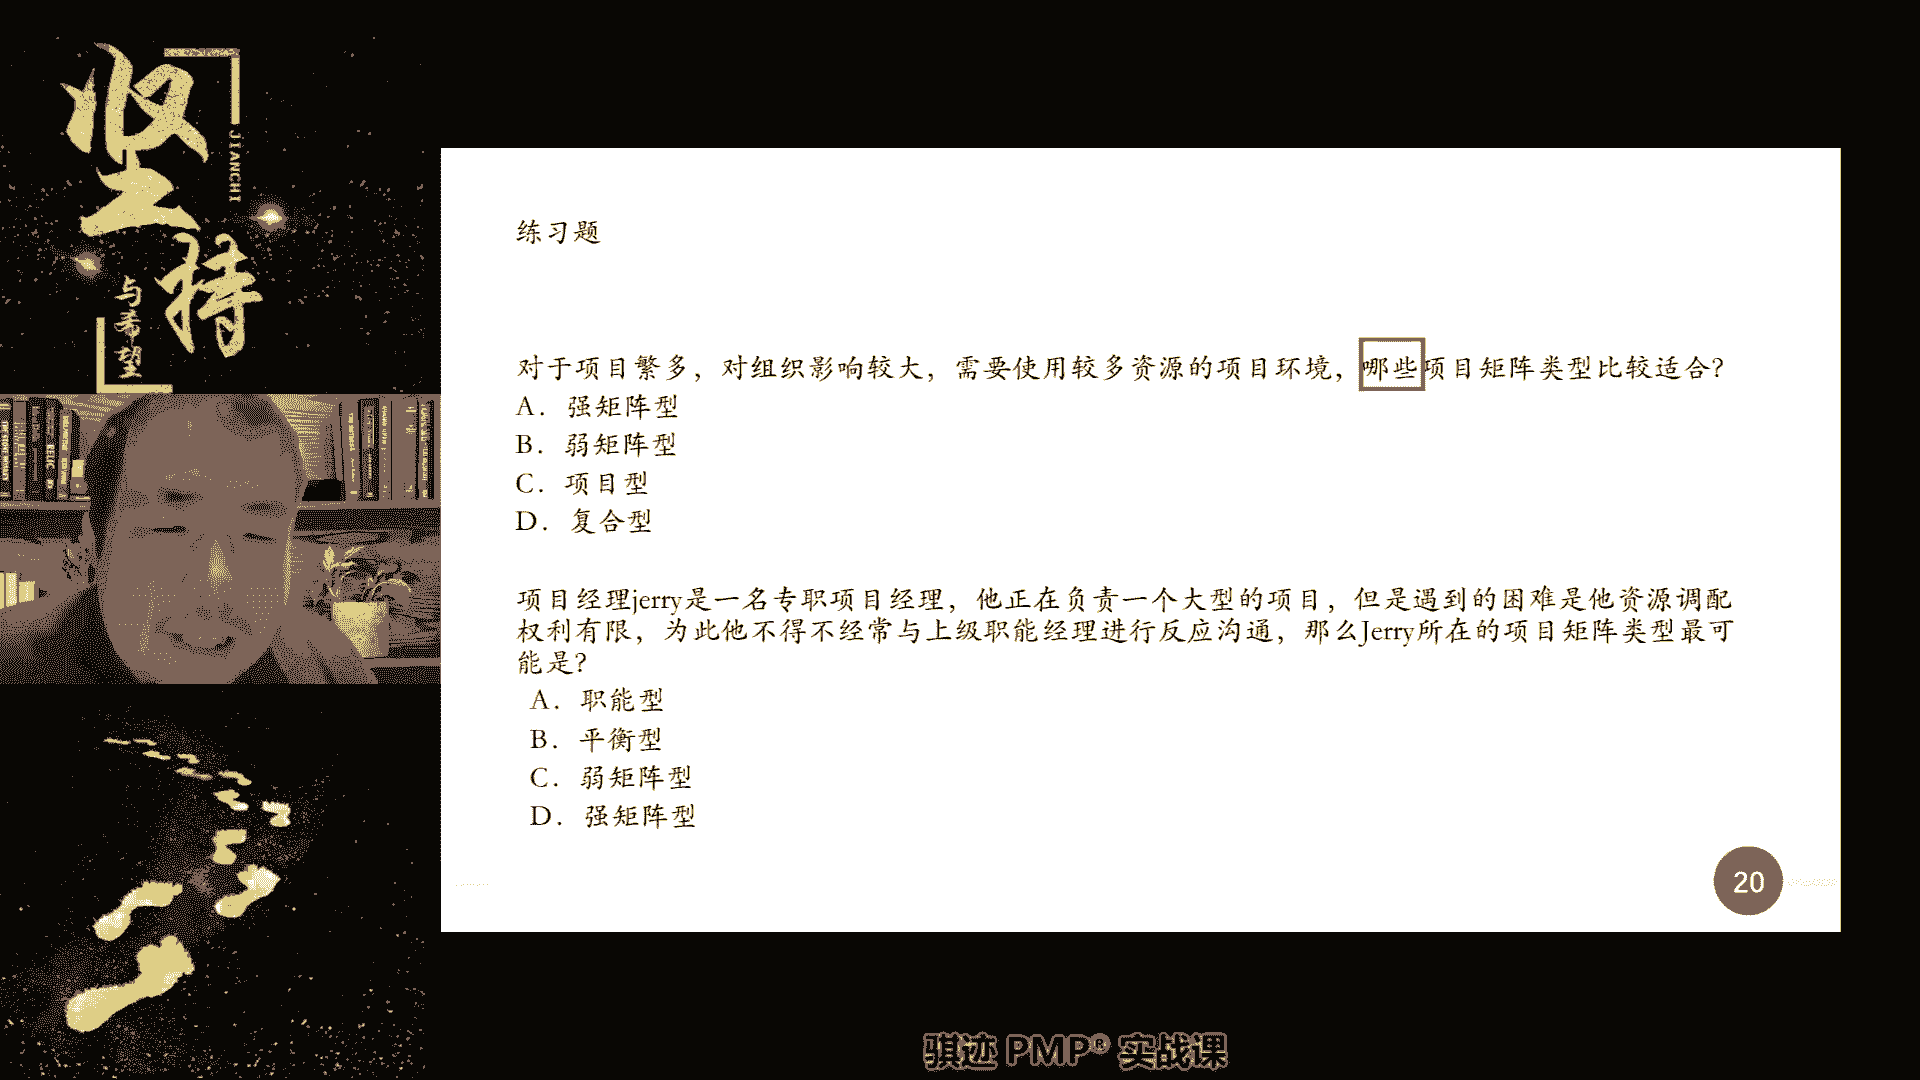 坚持
JIANCHI
与希望
练习题
对于项目繁多，对组织影响较大，需要使用较多资源的项目环境，哪些项目矩阵类型比较适合？
A．强矩阵型
B．弱矩阵型
C．项目型
D．复合型
项目经理jerry是一名专职项目经理，他正在负责一个大型的项目，但是遇到的困难是他资源调配
权利有限，为此他不得不经常与上级职能经理进行反应沟通，那么Jerry所在的项目矩阵类型最可
能是？
A．职能型
B．平衡型
C．弱矩阵型
D．强矩阵型
20
骐迹 PMP® 实战课